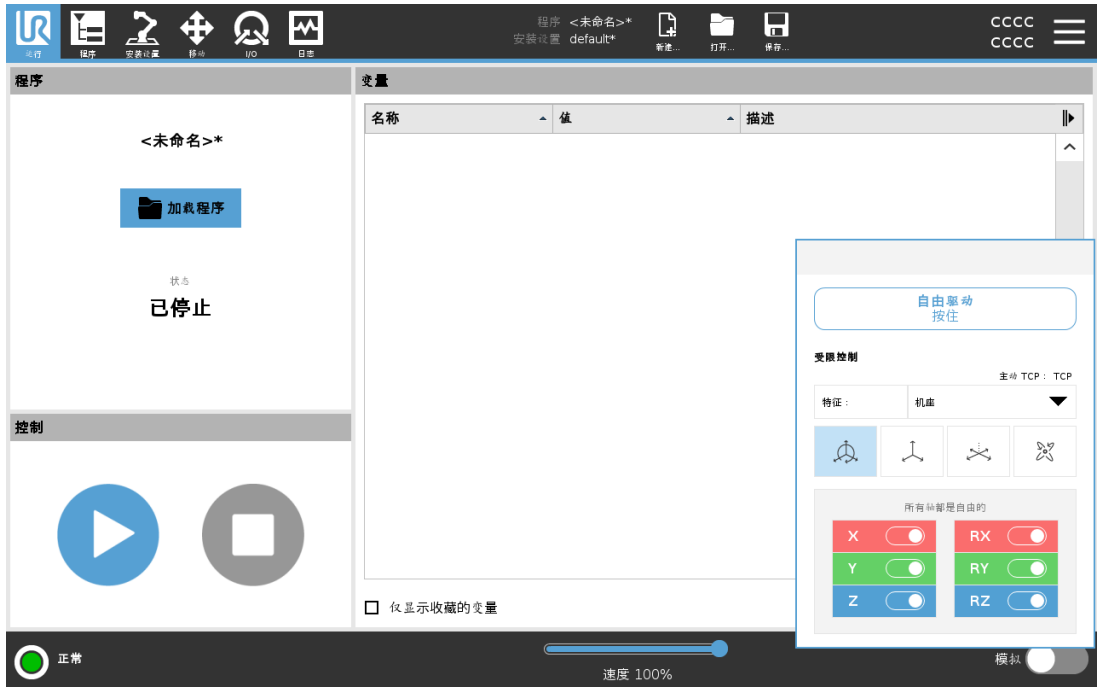 UR
运行
程序
安装设置
移动
I/O
日志
程序 <未命名>*
安装设置 default*
新建...
打开...
保存...
CCCC
CCCC
程序
<未命名>*
加载程序
状态
已停止
控制
变量
名称 值 描述
仅显示收藏的变量
自由驱动
按住
受限控制
主动 TCP： TCP
特征： 机座
所有轴都是自由的
X RX
Y RY
Z RZ
正常
速度 100%
模拟